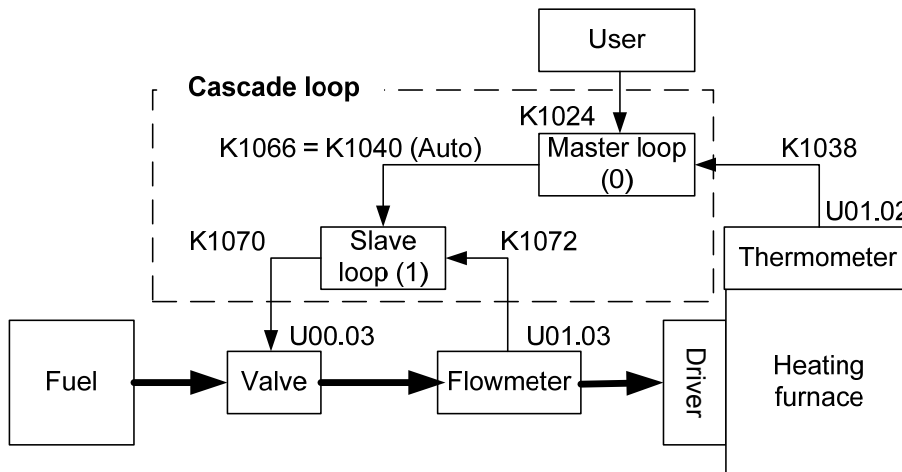 User
Cascade loop
K1024
K1066 = K1040 (Auto)
Master loop
(0)
K1038
U01.02
K1070
Slave
loop (1)
K1072
Thermometer
U00.03
U01.03
Fuel
Valve
Flowmeter
Driver
Heating
furnace